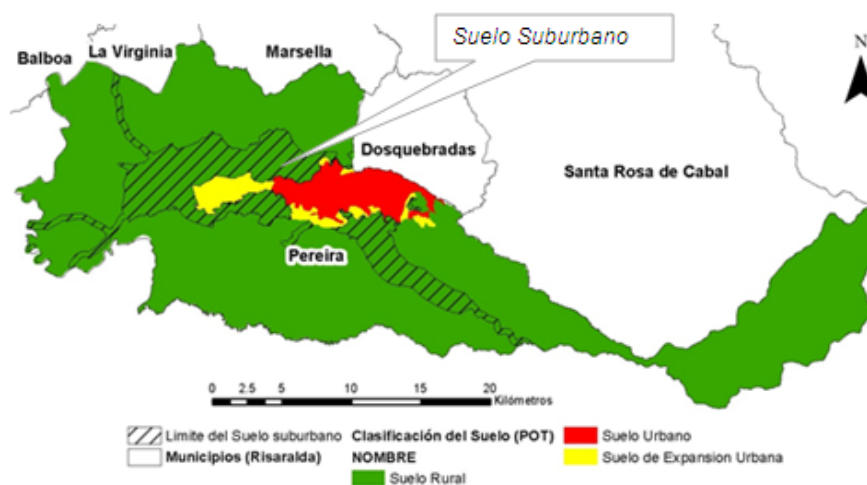 Suelo Suburbano
La Virginia
Marsella
Balboa
N
Dosquebradas
Santa Rosa de Cabal
Pereira
0 2.5 5 10 15 20
Kilómetros
Limite del Suelo suburbano Clasificación del Suelo (POT) Suelo Urbano
Municipios (Risaralda) NOMBRE Suelo de Expansion Urbana
Suelo Rural